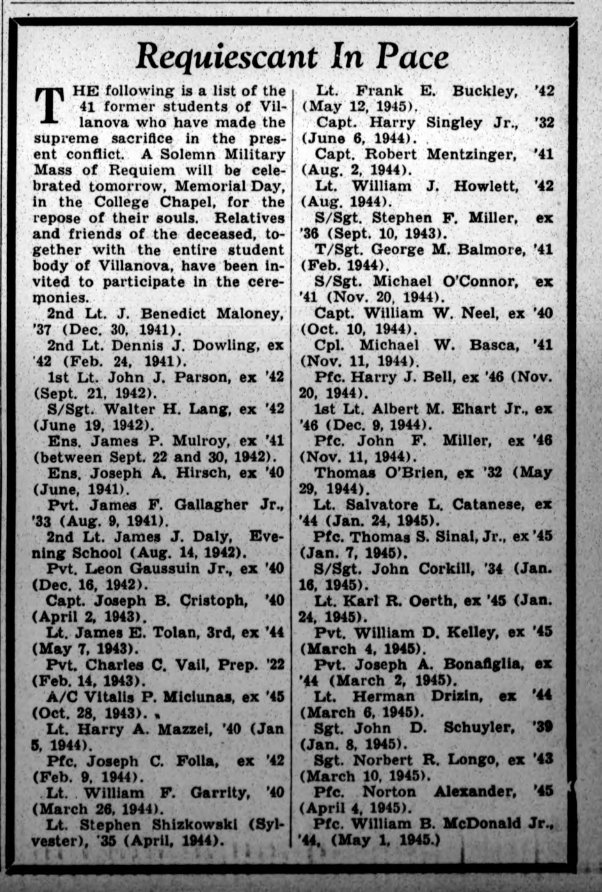 Requiescant In Pace
THE following is a list of the
41 former students of Vil-
lanova who have made the
supreme sacrifice in the pres-
ent conflict. A Solemn Military
Mass of Requiem will be cele-
brated tomorrow, Memorial Day,
in the College Chapel, for the
repose of their souls. Relatives
and friends of the deceased, to-
gether with the entire student
body of Villanova, have been in-
vited to participate in the cere-
monies.
2nd Lt. J. Benedict Maloney,
'37 (Dec. 30, 1941).
2nd Lt. Dennis J. Dowling, ex
'42 (Feb. 24, 1941).
1st Lt. John J. Parson, ex '42
(Sept. 21, 1942).
S/Sgt. Walter H. Lang, ex '42
(June 19, 1942).
Ens. James P. Mulroy, ex '41
(between Sept. 22 and 30, 1942).
Ens. Joseph A. Hirsch, ex '40
(June, 1941).
Pvt. James F. Gallagher Jr.,
'33 (Aug. 9, 1941).
2nd Lt. James J. Daly, Eve-
ning School (Aug. 14, 1942).
Pvt. Leon Gaussuin Jr., ex '40
(Dec. 16, 1942).
Capt. Joseph B. Cristoph, '40
(April 2, 1943).
Lt. James E. Tolan, 3rd, ex '44
(May 7, 1943).
Pvt. Charles C. Vail, Prep. '22
(Feb. 14, 1943).
A/C Vitalis P. Miciunas, ex '45
(Oct. 28, 1943).
Lt. Harry A. Mazzei, '40 (Jan
5, 1944).
Pfc. Joseph C. Folla, ex '42
(Feb. 9, 1944).
Lt. William F. Garrity, '40
(March 26, 1944).
Lt. Stephen Shizkowski (Syl-
vester), '35 (April, 1944).
Lt. Frank E. Buckley, '42
(May 12, 1945).
Capt. Harry Singley Jr., '32
(June 6, 1944).
Capt. Robert Mentzinger, '41
(Aug. 2, 1944).
Lt. William J. Howlett, '42
(Aug. 1944).
S/Sgt. Stephen F. Miller, ex
'36 (Sept. 10, 1943).
T/Sgt. George M. Balmore, '41
(Feb. 1944).
S/Sgt. Michael O'Connor, ex
'41 (Nov. 20, 1944).
Capt. William W. Neel, ex '40
(Oct. 10, 1944).
Cpl. Michael W. Basca, '41
(Nov. 11, 1944).
Pfc. Harry J. Bell, ex '46 (Nov.
20, 1944).
1st Lt. Albert M. Ehart Jr., ex
'46 (Dec. 9, 1944).
Pfc. John F. Miller, ex '46
(Nov. 11, 1944).
Thomas O'Brien, ex '32 (May
29, 1944).
Lt. Salvatore L. Catanese, ex
'44 (Jan. 24, 1945).
Pfc. Thomas S. Sinai, Jr., ex '45
(Jan. 7, 1945).
S/Sgt. John Corkill, '34 (Jan.
16, 1945).
Lt. Karl R. Oerth, ex '45 (Jan.
24, 1945).
Pvt. William D. Kelley, ex '45
(March 4, 1945).
Pvt. Joseph A. Bonafiglia, ex
'44 (March 2, 1945).
Lt. Herman Drizin, ex '44
(March 6, 1945).
Sgt. John D. Schuyler, '39
(Jan. 8, 1945).
Sgt. Norbert R. Longo, ex '43
(March 10, 1945).
Pfc. Norton Alexander, '45
(April 4, 1945).
Pfc. William B. McDonald Jr.,
'44, (May 1, 1945.)